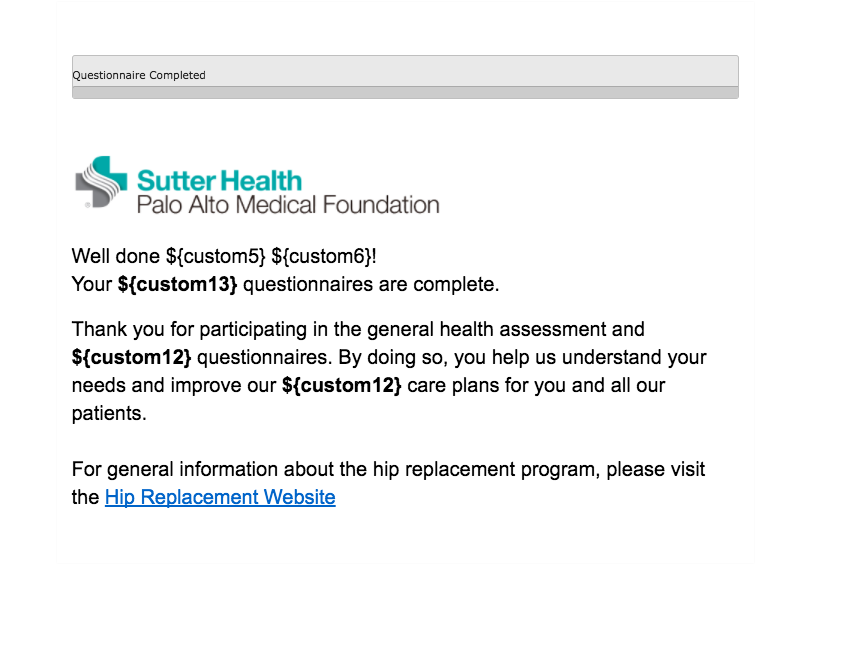 Questionnaire Completed
Sutter Health
Palo Alto Medical Foundation
Well done ${custom5} ${custom6}!
Your ${custom13} questionnaires are complete.
Thank you for participating in the general health assessment and
${custom12} questionnaires. By doing so, you help us understand your
needs and improve our ${custom12} care plans for you and all our
patients.
For general information about the hip replacement program, please visit
the Hip Replacement Website